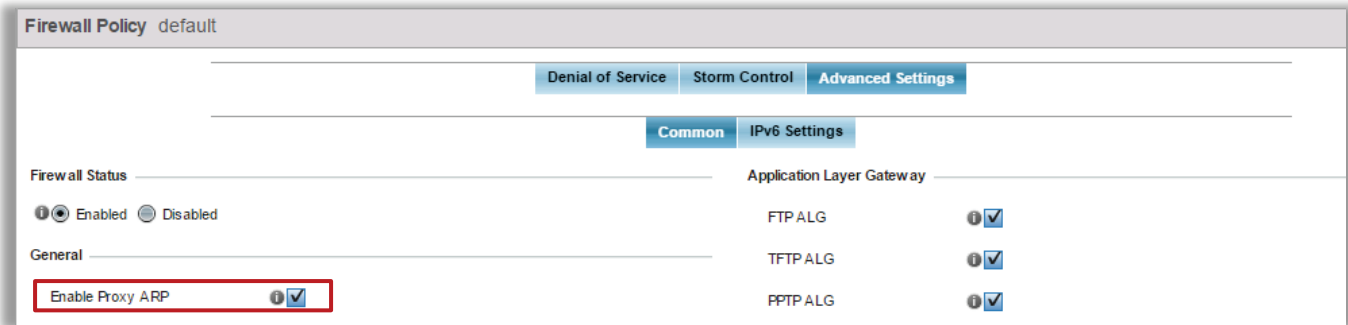 Firewall Policy default
Denial of Service Storm Control Advanced Settings
Common IPv6 Settings
Firewall Status
Enabled Disabled
General
Enable Proxy ARP
Application Layer Gateway
FTP ALG
TFTP ALG
PPTP ALG